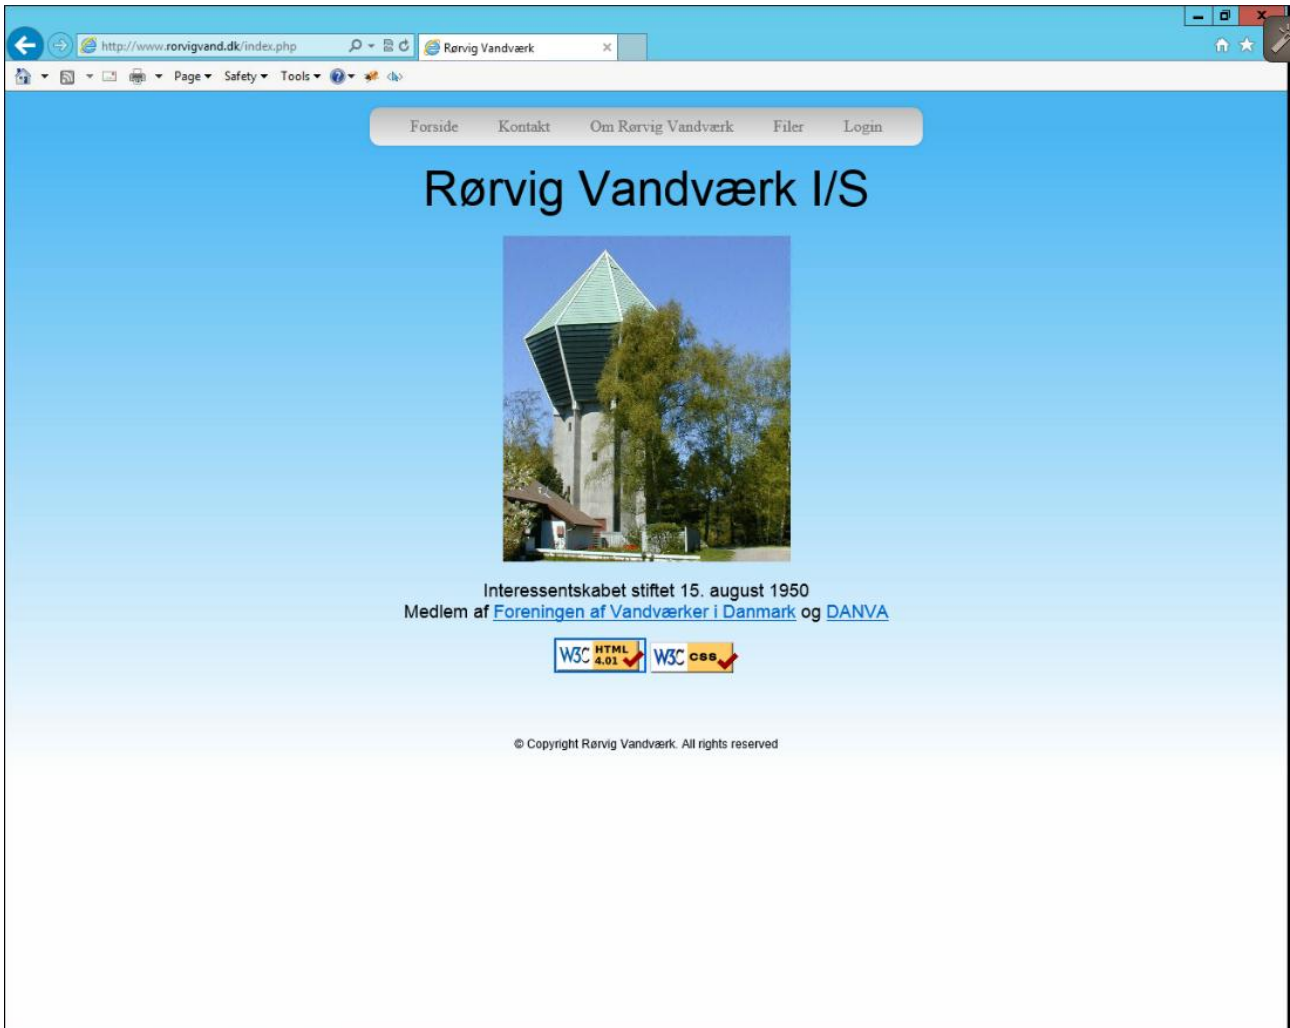 http://www.rorvigvand.dk/index.php
Rørvig Vandværk
Page
Safety
Tools
Forside
Kontakt
Om Rørvig Vandværk
Filer
Login
Rørvig Vandværk I/S
Interessentskabet stiftet 15. august 1950
Medlem af Foreningen af Vandværker i Danmark og DANVA
W3C HTML 4.01
W3C css
© Copyright Rørvig Vandværk. All rights reserved